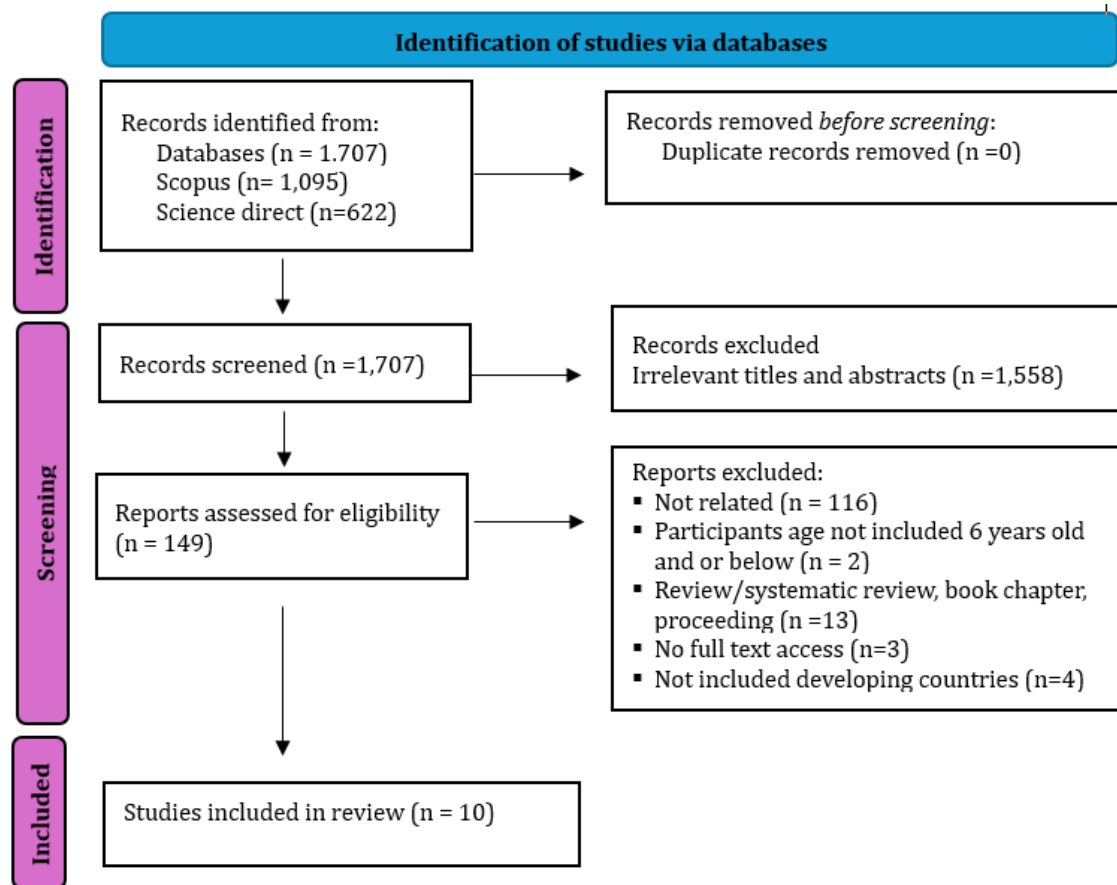 Identification of studies via databases
Identification
Records identified from:
Databases (n = 1.707)
Scopus (n= 1,095)
Science direct (n=622)
Records removed before screening:
Duplicate records removed (n =0)
Screening
Records screened (n =1,707)
Records excluded
Irrelevant titles and abstracts (n =1,558)
Reports assessed for eligibility
(n = 149)
Reports excluded:
▪ Not related (n = 116)
▪ Participants age not included 6 years old
and or below (n = 2)
▪ Review/systematic review, book chapter,
proceeding (n =13)
▪ No full text access (n=3)
▪ Not included developing countries (n=4)
Included
Studies included in review (n = 10)